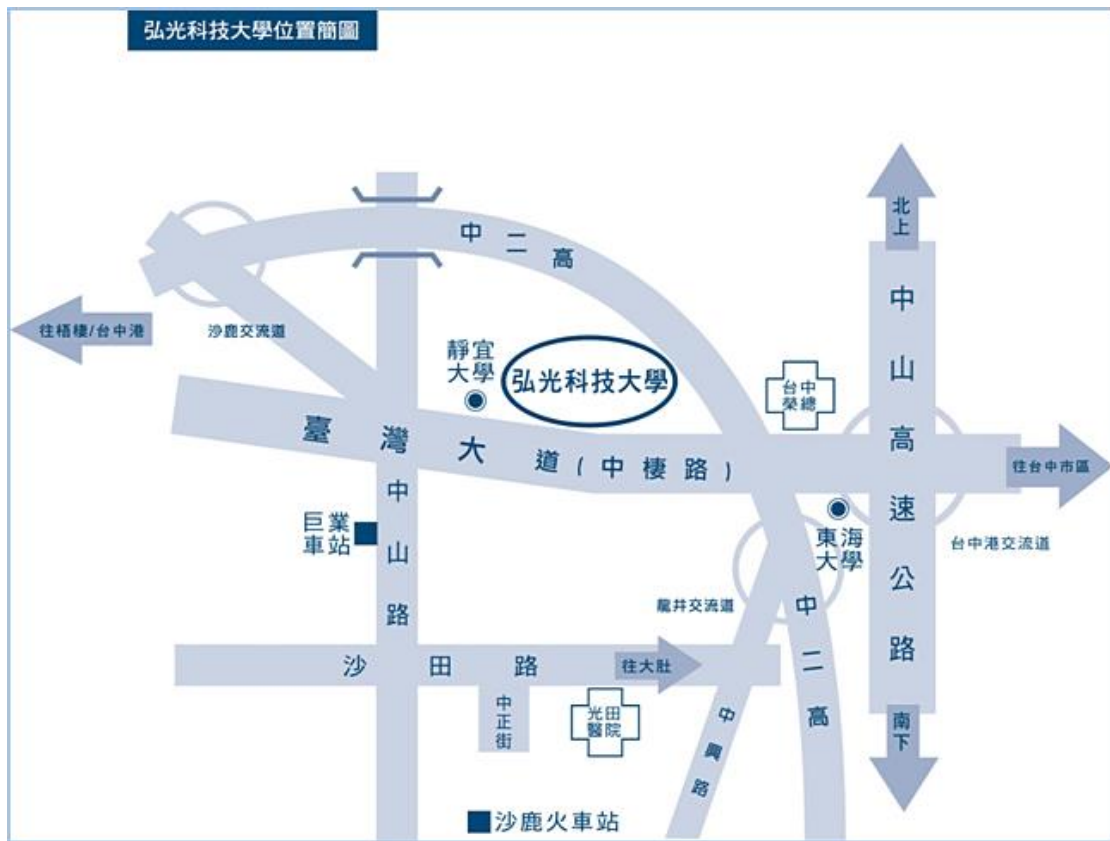 弘光科技大學位置簡圖
北上
中二高
中山高速公路
往梧棲/台中港
沙鹿交流道
靜宜
大學
弘光科技大學
台中
榮總
臺灣大道(中棲路)
往台中市區
中山路
巨業
車站
東海
大學
台中港交流道
龍井交流道
中二高
沙田路
往大肚
中正街
光田
醫院
中興路
南下
沙鹿火車站